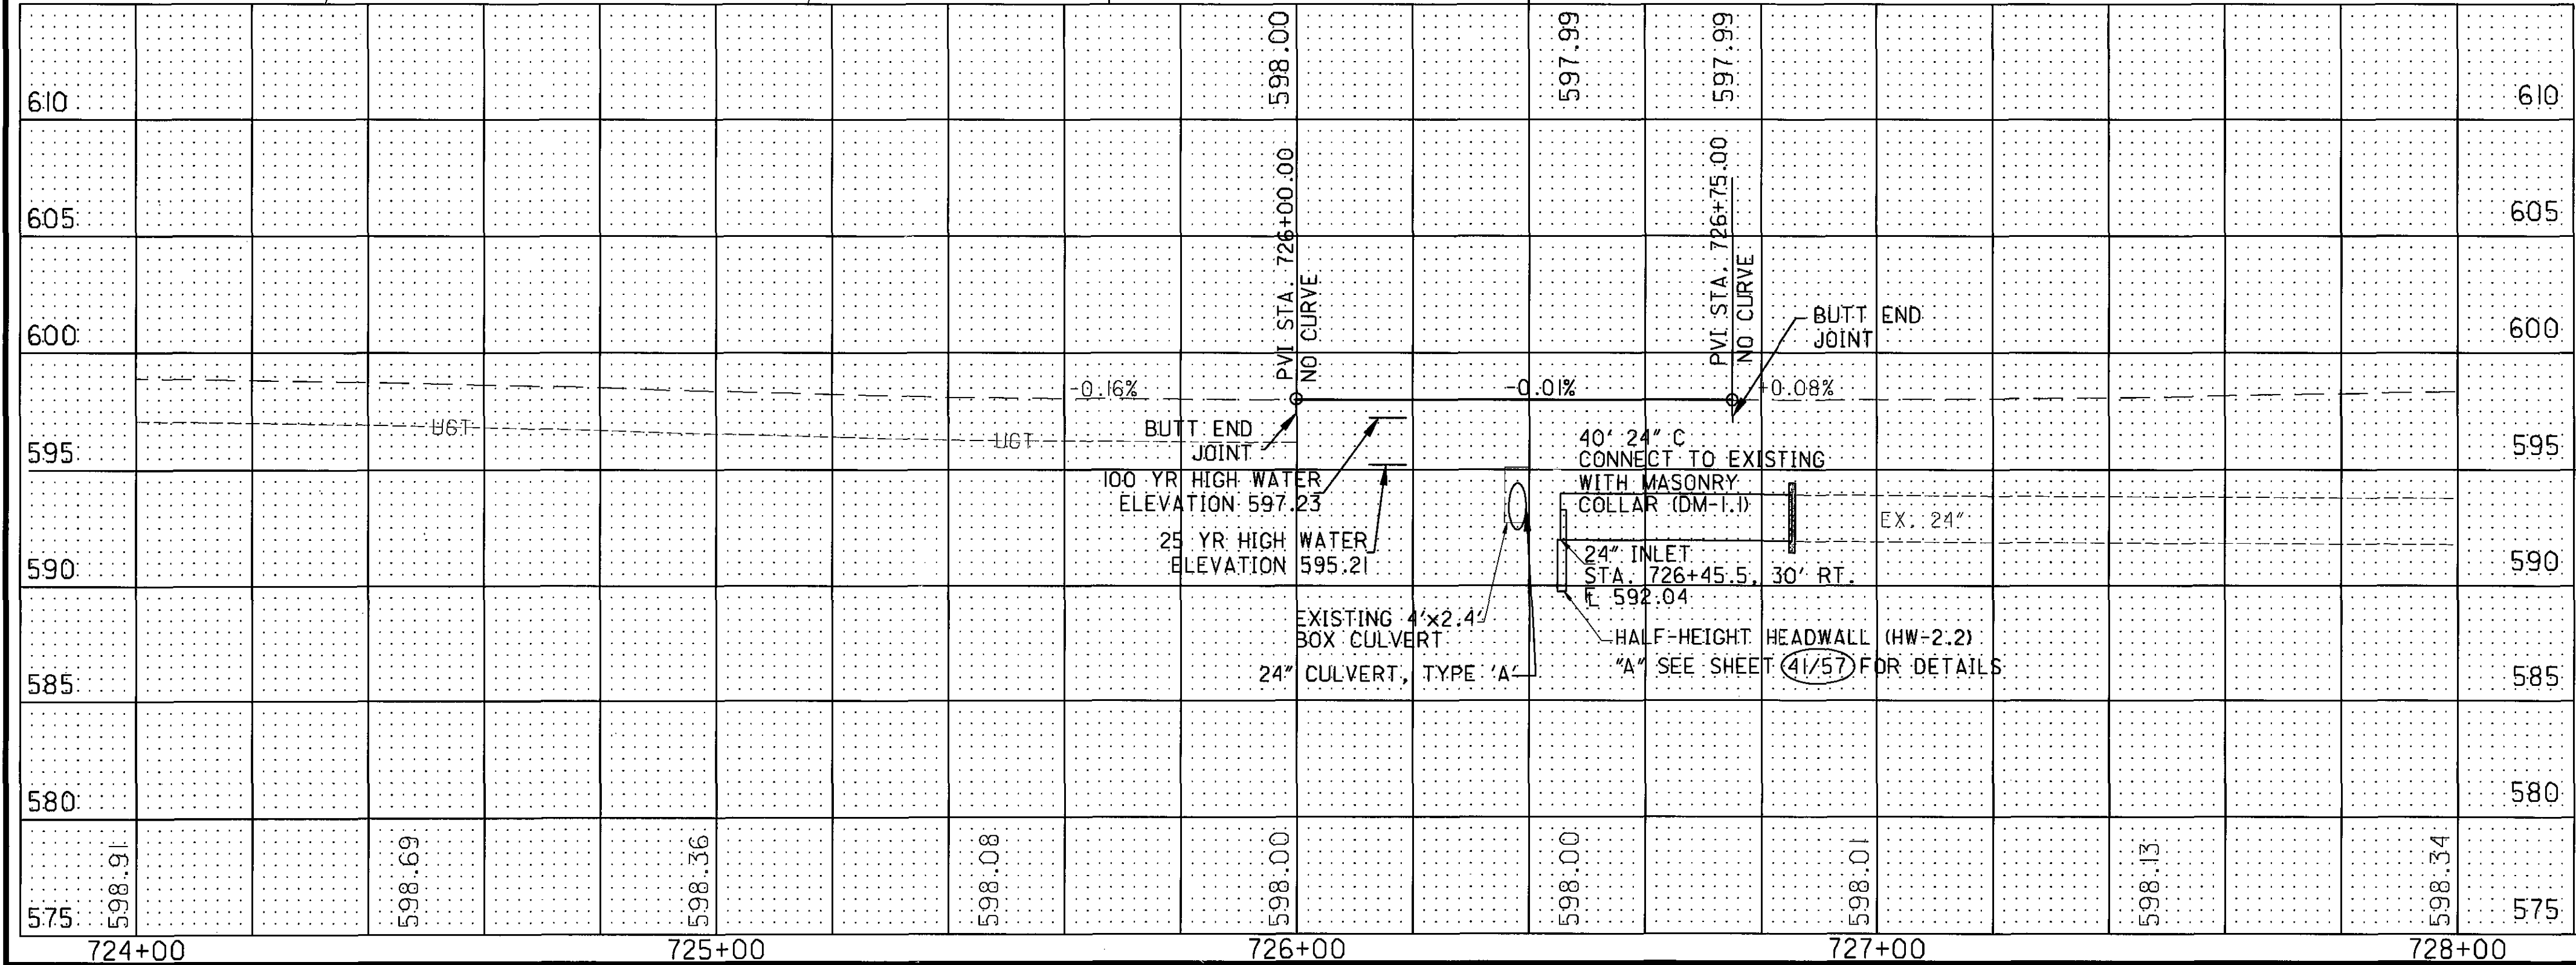 598.00
597.99
597.99
610
610
605
605
600
600
595
595
590
590
585
585
580
580
575
575
PVI STA. 726+00.00
NO CURVE
PVI STA. 726+75.00
NO CURVE
BUTT END
JOINT
-0.16%
-0.01%
+0.08%
UGT
UGT
BUTT END
JOINT
100 YR HIGH WATER
ELEVATION 597.23
25 YR HIGH WATER
ELEVATION 595.21
40' 24" C
CONNECT TO EXISTING
WITH MASONRY
COLLAR (DM-1.1)
EX. 24"
24" INLET
STA. 726+45.5, 30' RT.
592.04
EXISTING 4'x2.4'
BOX CULVERT
24" CULVERT, TYPE 'A'
HALF-HEIGHT HEADWALL (HW-2.2)
"A" SEE SHEET 41/57 FOR DETAILS
598.91
598.69
598.36
598.08
598.00
598.00
598.01
598.13
598.34
724+00
725+00
726+00
727+00
728+00